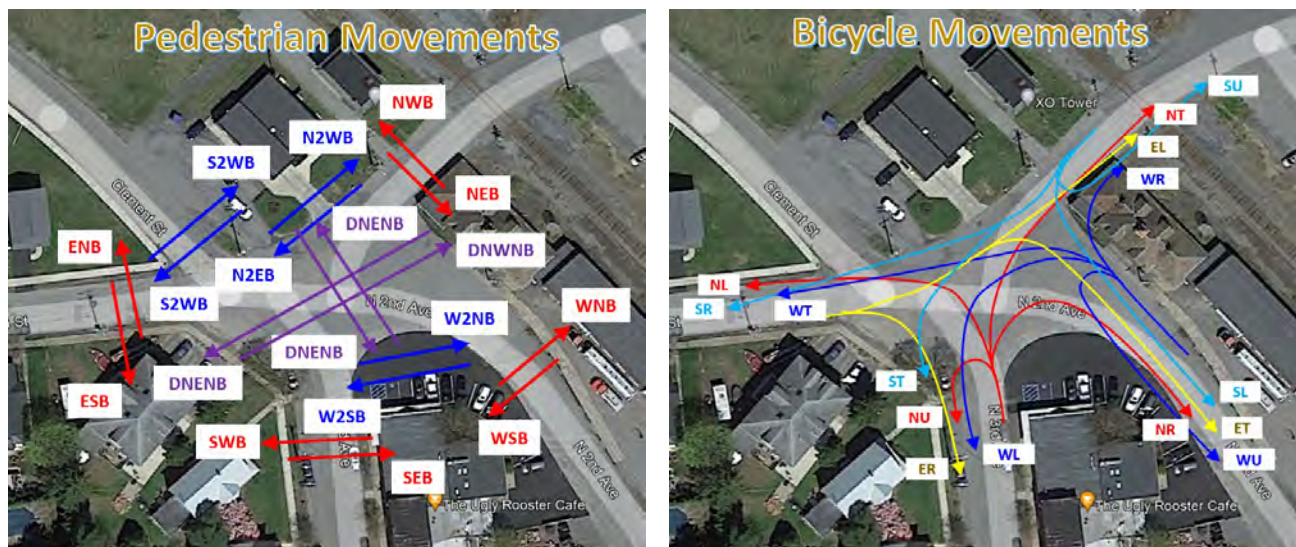 Pedestrian Movements
NWB
N2WB
S2WB
NEB
DNENB
DNWNB
ENB
N2EB
S2WB
Clement St
N 2nd Ave
WNB
W2NB
DNENB
DNENB
ESB
W2SB
WSB
SWB
SEB
N 2nd Ave
The Ugly Rooster Cafe
Bicycle Movements
SU
XO Tower
NT
EL
WR
Clement St
NL
SR
WT
N 2nd Ave
ST
SL
NU
NR
ET
WL
WU
ER
The Ugly Rooster Cafe